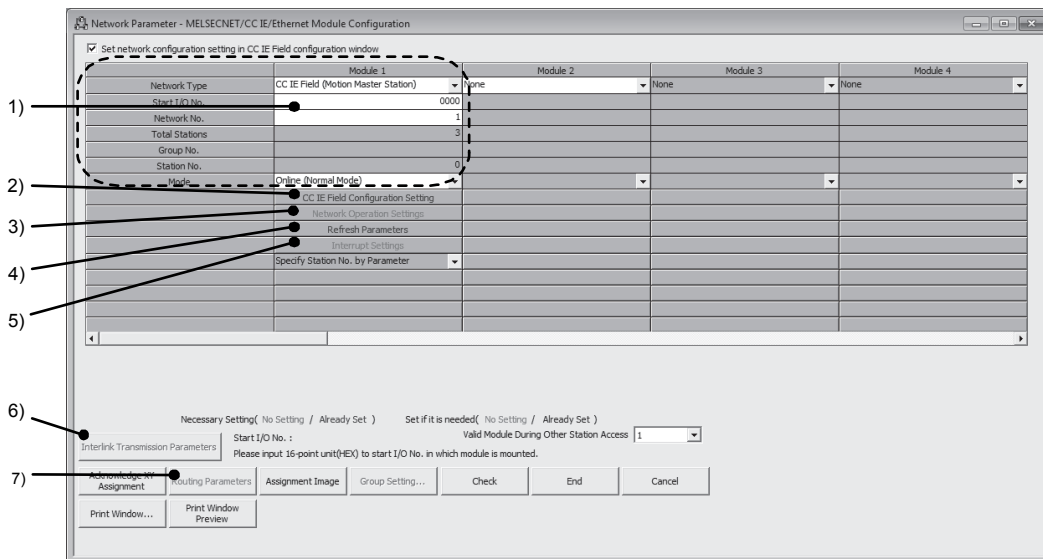 Network Parameter - MELSECNET/CC IE/Ethernet Module Configuration
Set network configuration setting in CC IE Field configuration window
Module 1 Module 2 Module 3 Module 4
Network Type CC IE Field (Motion Master Station) None None None
1) Start I/O No. 0000
Network No. 1
Total Stations 3
Group No.
Station No. 0
Mode Online (Normal Mode)
2) CC IE Field Configuration Setting
3) Network Operation Settings
4) Refresh Parameters
5) Interrupt Settings
Specify Station No. by Parameter
Necessary Setting( No Setting / Already Set ) Set if it is needed( No Setting / Already Set )
6) Interlink Transmission Parameters Start I/O No. : Valid Module During Other Station Access 1
Please input 16-point unit(HEX) to start I/O No. in which module is mounted.
7) Acknowledge XY Assignment Routing Parameters Assignment Image Group Setting... Check End Cancel
Print Window... Print Window Preview